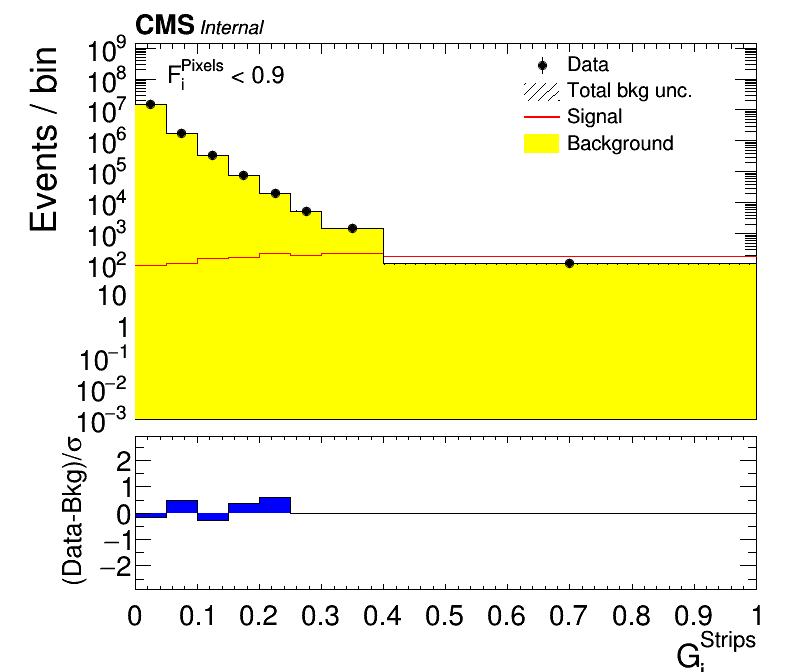 CMS Internal
F_i^Pixels < 0.9
Data
Total bkg unc.
Signal
Background
Events / bin
10^9
10^8
10^7
10^6
10^5
10^4
10^3
10^2
10
1
10^−1
10^−2
10^−3
(Data-Bkg)/σ
2
1
0
−1
−2
0 0.1 0.2 0.3 0.4 0.5 0.6 0.7 0.8 0.9 1
G_i^Strips